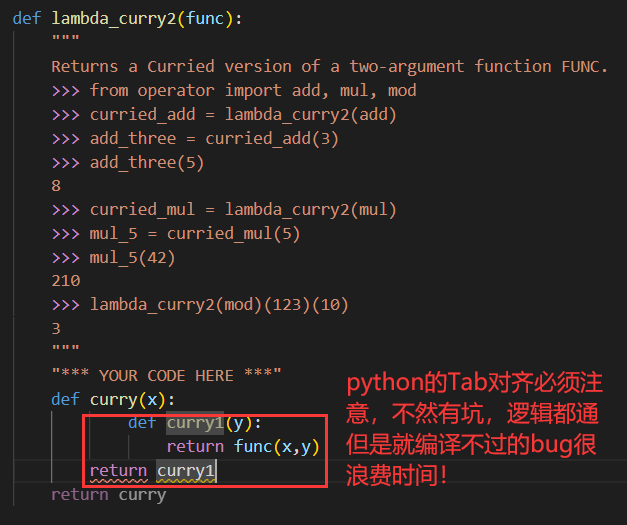 def lambda_curry2(func):
    """
    Returns a Curried version of a two-argument function FUNC.
    >>> from operator import add, mul, mod
    >>> curried_add = lambda_curry2(add)
    >>> add_three = curried_add(3)
    >>> add_three(5)
    8
    >>> curried_mul = lambda_curry2(mul)
    >>> mul_5 = curried_mul(5)
    >>> mul_5(42)
    210
    >>> lambda_curry2(mod)(123)(10)
    3
    """
    "*** YOUR CODE HERE ***"
    def curry(x):
            def curry1(y):
                return func(x,y)
        return curry1
    return curry
python的Tab对齐必须注
意，不然有坑，逻辑都通
但是就编译不过的bug很
浪费时间！